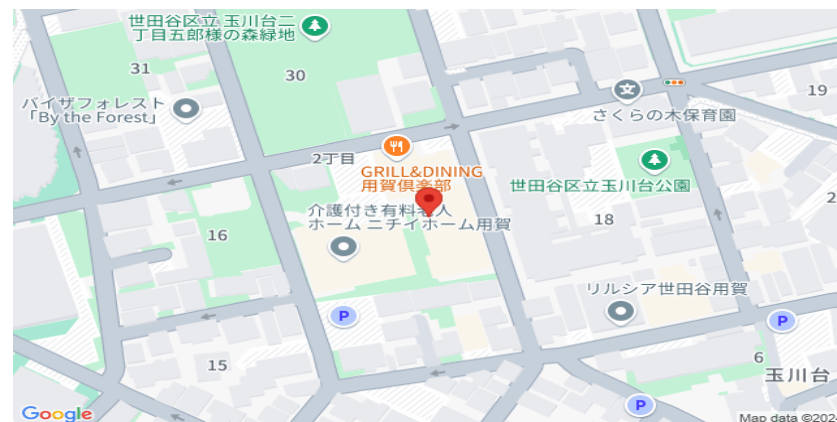 世田谷区立 玉川台二
丁目五郎様の森緑地
31
30
バイザフォレスト
「By the Forest」
19
さくらの木保育園
2丁目
GRILL&DINING
用賀倶楽部
世田谷区立玉川台公園
介護付き有料老人
ホーム ニチイホーム用賀
16
18
2
リルシア世田谷用賀
P
P
15
6
玉川台
P
Google
Map data ©2024